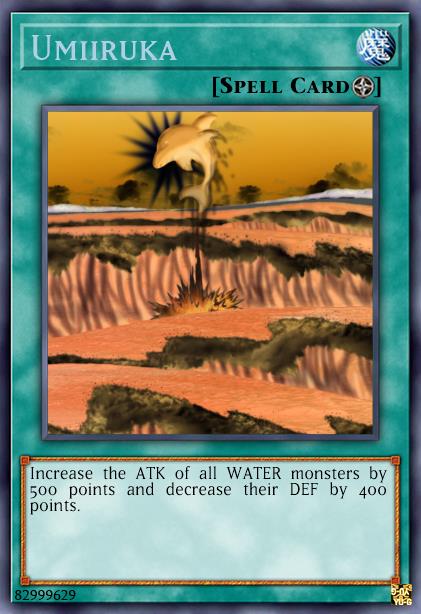 UMIIRUKA
魔
[SPELL CARD]
Increase the ATK of all WATER monsters by
500 points and decrease their DEF by 400
points.
82999629